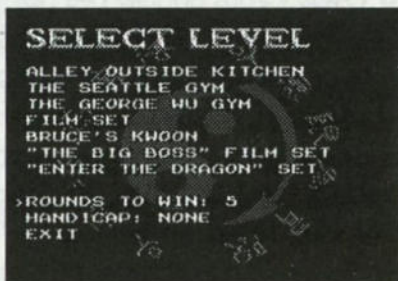 SELECT LEVEL
ALLEY OUTSIDE KITCHEN
THE SEATTLE GYM
THE GEORGE WU GYM
FILM SET
BRUCE'S KWOON
"THE BIG BOSS" FILM SET
"ENTER THE DRAGON" SET
›ROUNDS TO WIN: 5
HANDICAP: NONE
EXIT